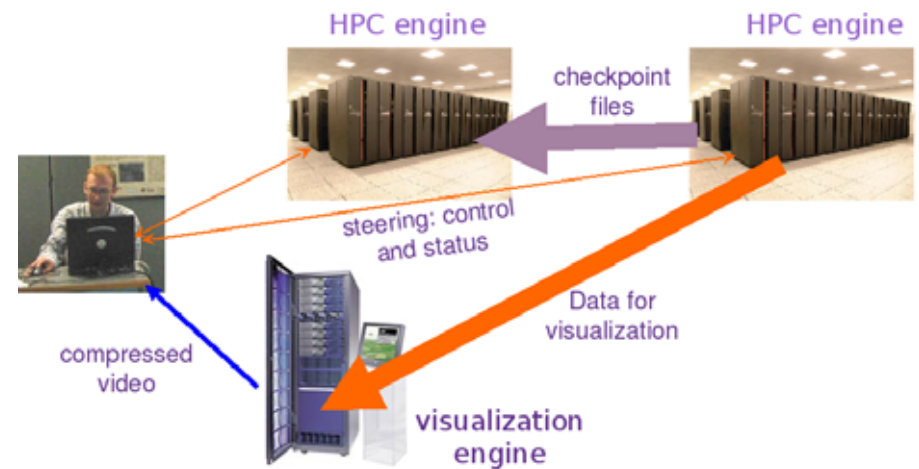 HPC engine
HPC engine
checkpoint
files
steering: control
and status
Data for
visualization
compressed
video
visualization
engine